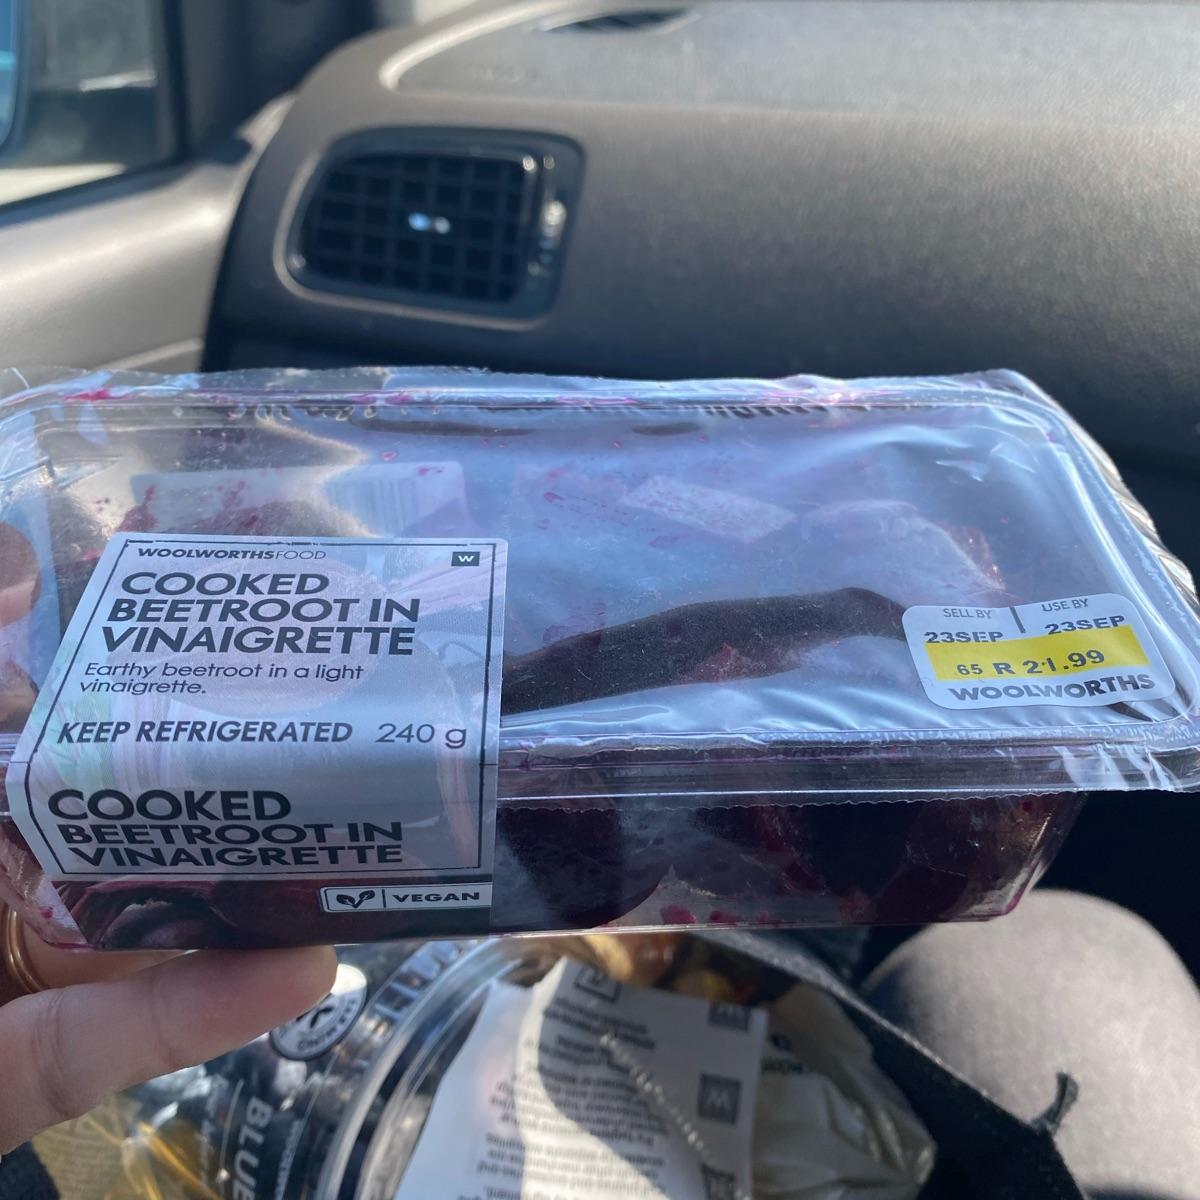 WOOLWORTHSFOOD
W
COOKED
BEETROOT IN
VINAIGRETTE
Earthy beetroot in a light
vinaigrette.
KEEP REFRIGERATED 240 g
COOKED
BEETROOT IN
VINAIGRETTE
VEGAN
SELL BY USE BY
23SEP 23SEP
65 R 21.99
WOOLWORTHS
BLUE